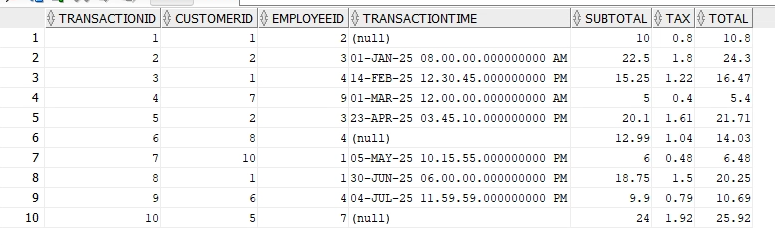 TRANSACTIONID CUSTOMERID EMPLOYEEID TRANSACTIONTIME SUBTOTAL TAX TOTAL
1 1 1 2 (null) 10 0.8 10.8
2 2 2 3 01-JAN-25 08.00.00.000000000 AM 22.5 1.8 24.3
3 3 1 4 14-FEB-25 12.30.45.000000000 PM 15.25 1.22 16.47
4 4 7 9 01-MAR-25 12.00.00.000000000 AM 5 0.4 5.4
5 5 2 3 23-APR-25 03.45.10.000000000 PM 20.1 1.61 21.71
6 6 8 4 (null) 12.99 1.04 14.03
7 7 10 1 05-MAY-25 10.15.55.000000000 PM 6 0.48 6.48
8 8 1 1 30-JUN-25 06.00.00.000000000 PM 18.75 1.5 20.25
9 9 6 4 04-JUL-25 11.59.59.000000000 PM 9.9 0.79 10.69
10 10 5 7 (null) 24 1.92 25.92